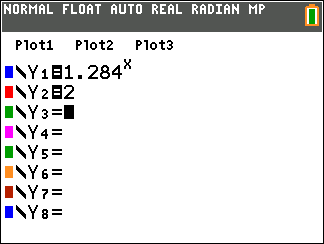 NORMAL FLOAT AUTO REAL RADIAN MP
Plot1 Plot2 Plot3
\Y₁=1.284ˣ
\Y₂=2
\Y₃=
\Y₄=
\Y₅=
\Y₆=
\Y₇=
\Y₈=